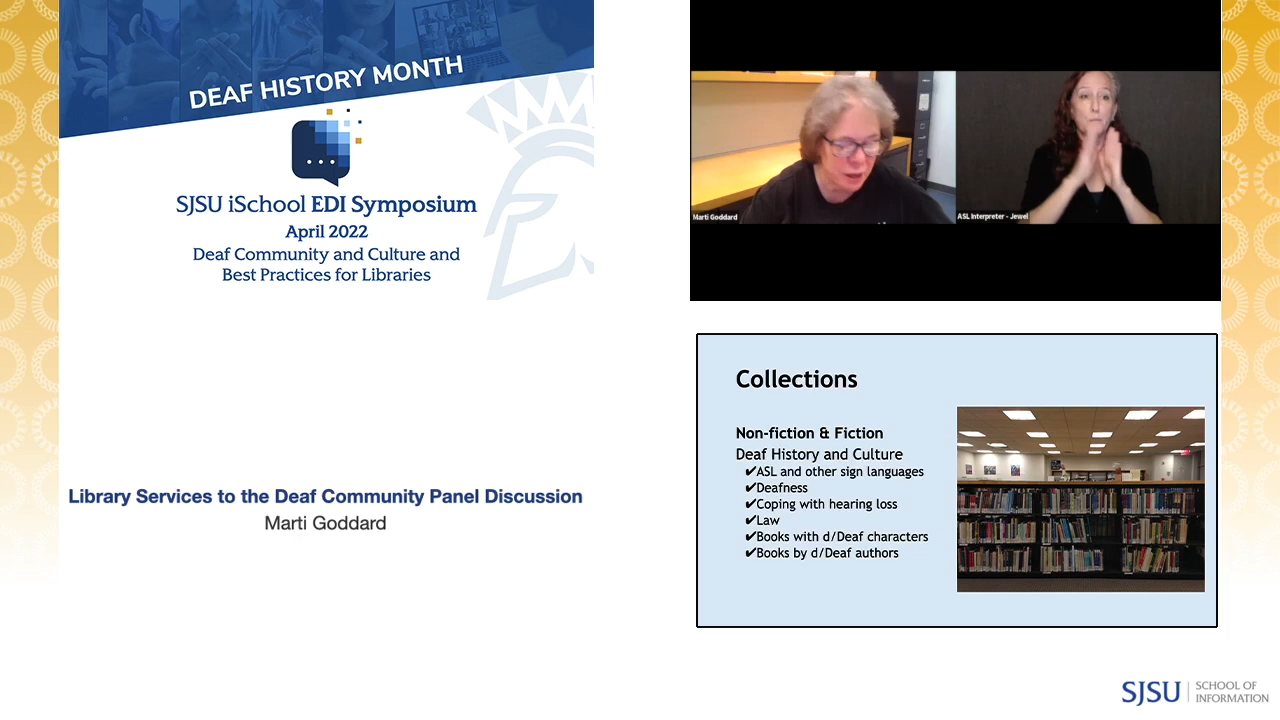 DEAF HISTORY MONTH
SJSU iSchool EDI Symposium
April 2022
Deaf Community and Culture and
Best Practices for Libraries
Library Services to the Deaf Community Panel Discussion
Marti Goddard
Marti Goddard
ASL Interpreter - Jewel
Collections
Non-fiction & Fiction
Deaf History and Culture
✔ASL and other sign languages
✔Deafness
✔Coping with hearing loss
✔Law
✔Books with d/Deaf characters
✔Books by d/Deaf authors
SJSU | SCHOOL OF
INFORMATION